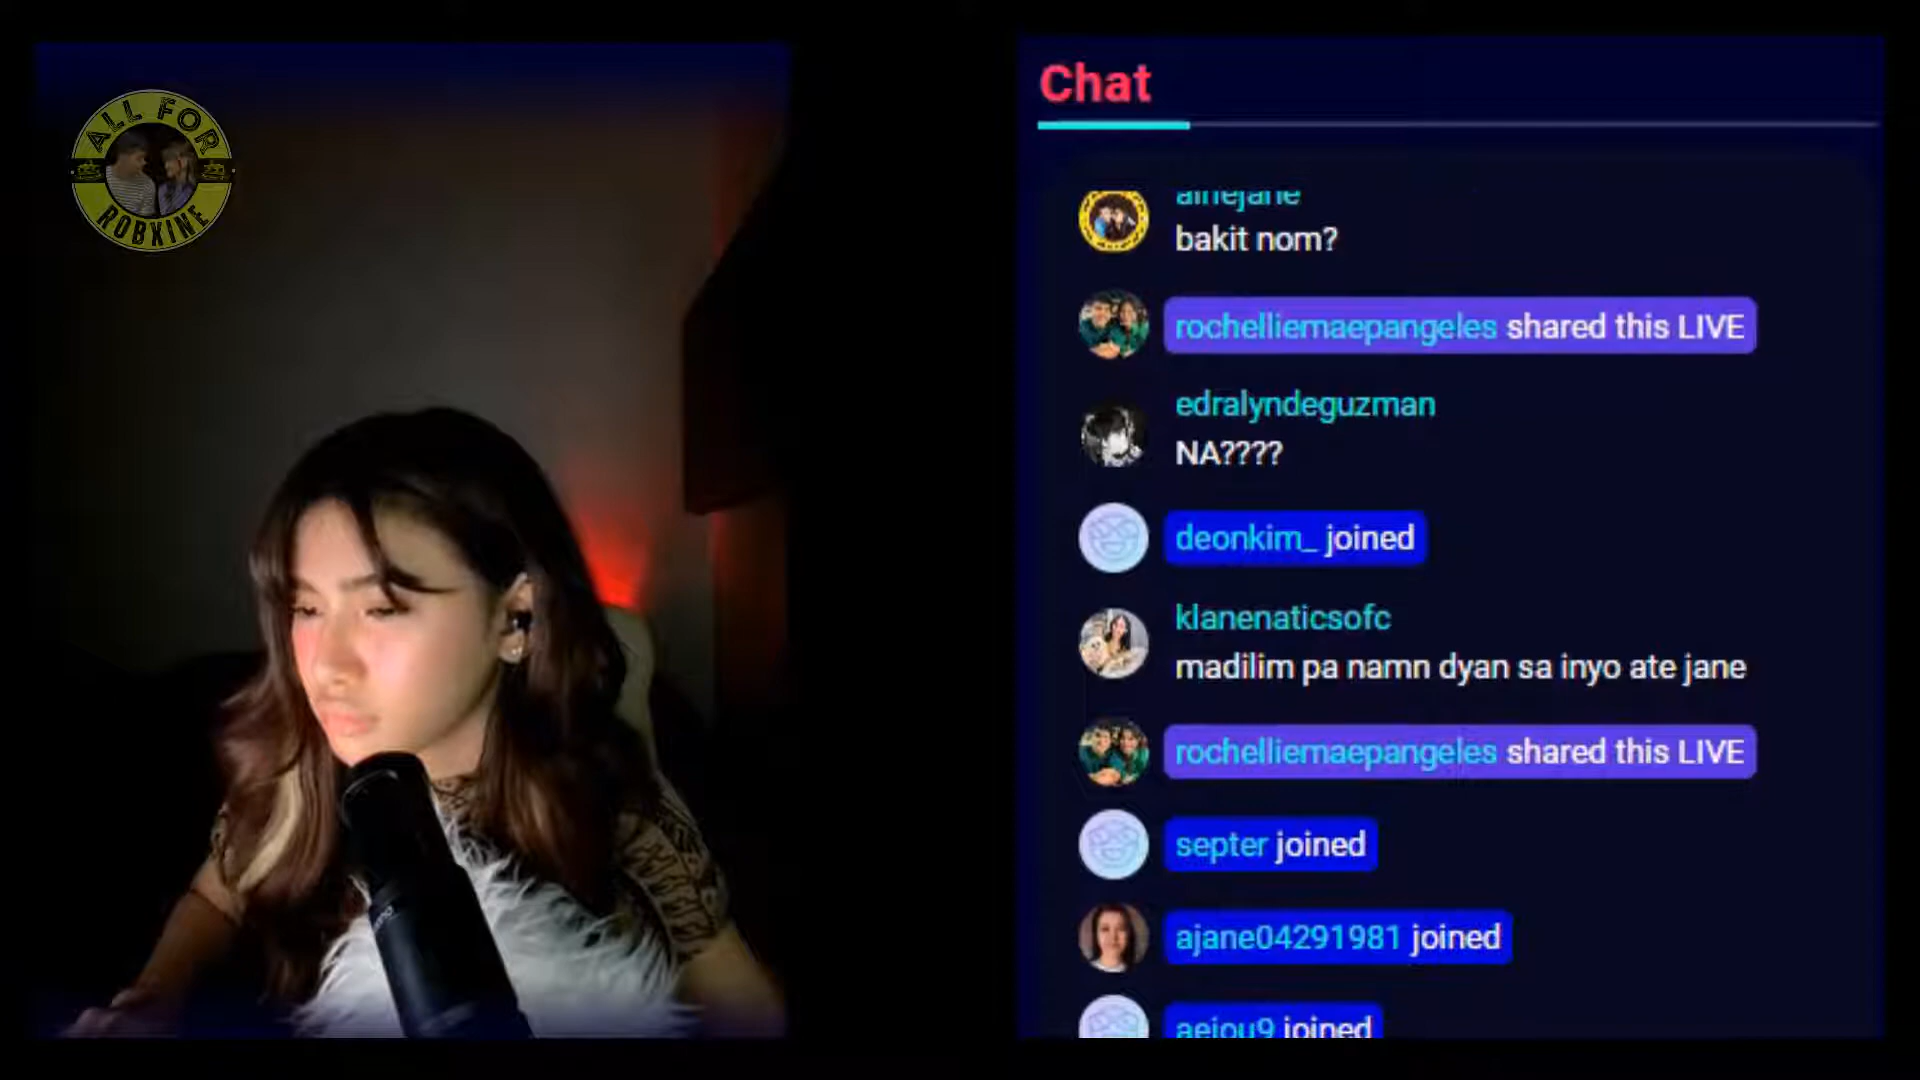 ALL FOR
ROBXINE
Chat
ainejane
bakit nom?
rochelliemaepangeles shared this LIVE
edralyndeguzman
NA????
deonkim_ joined
klanenaticsofc
madilim pa namn dyan sa inyo ate jane
rochelliemaepangeles shared this LIVE
septer joined
ajane04291981 joined
aeiou9 joined